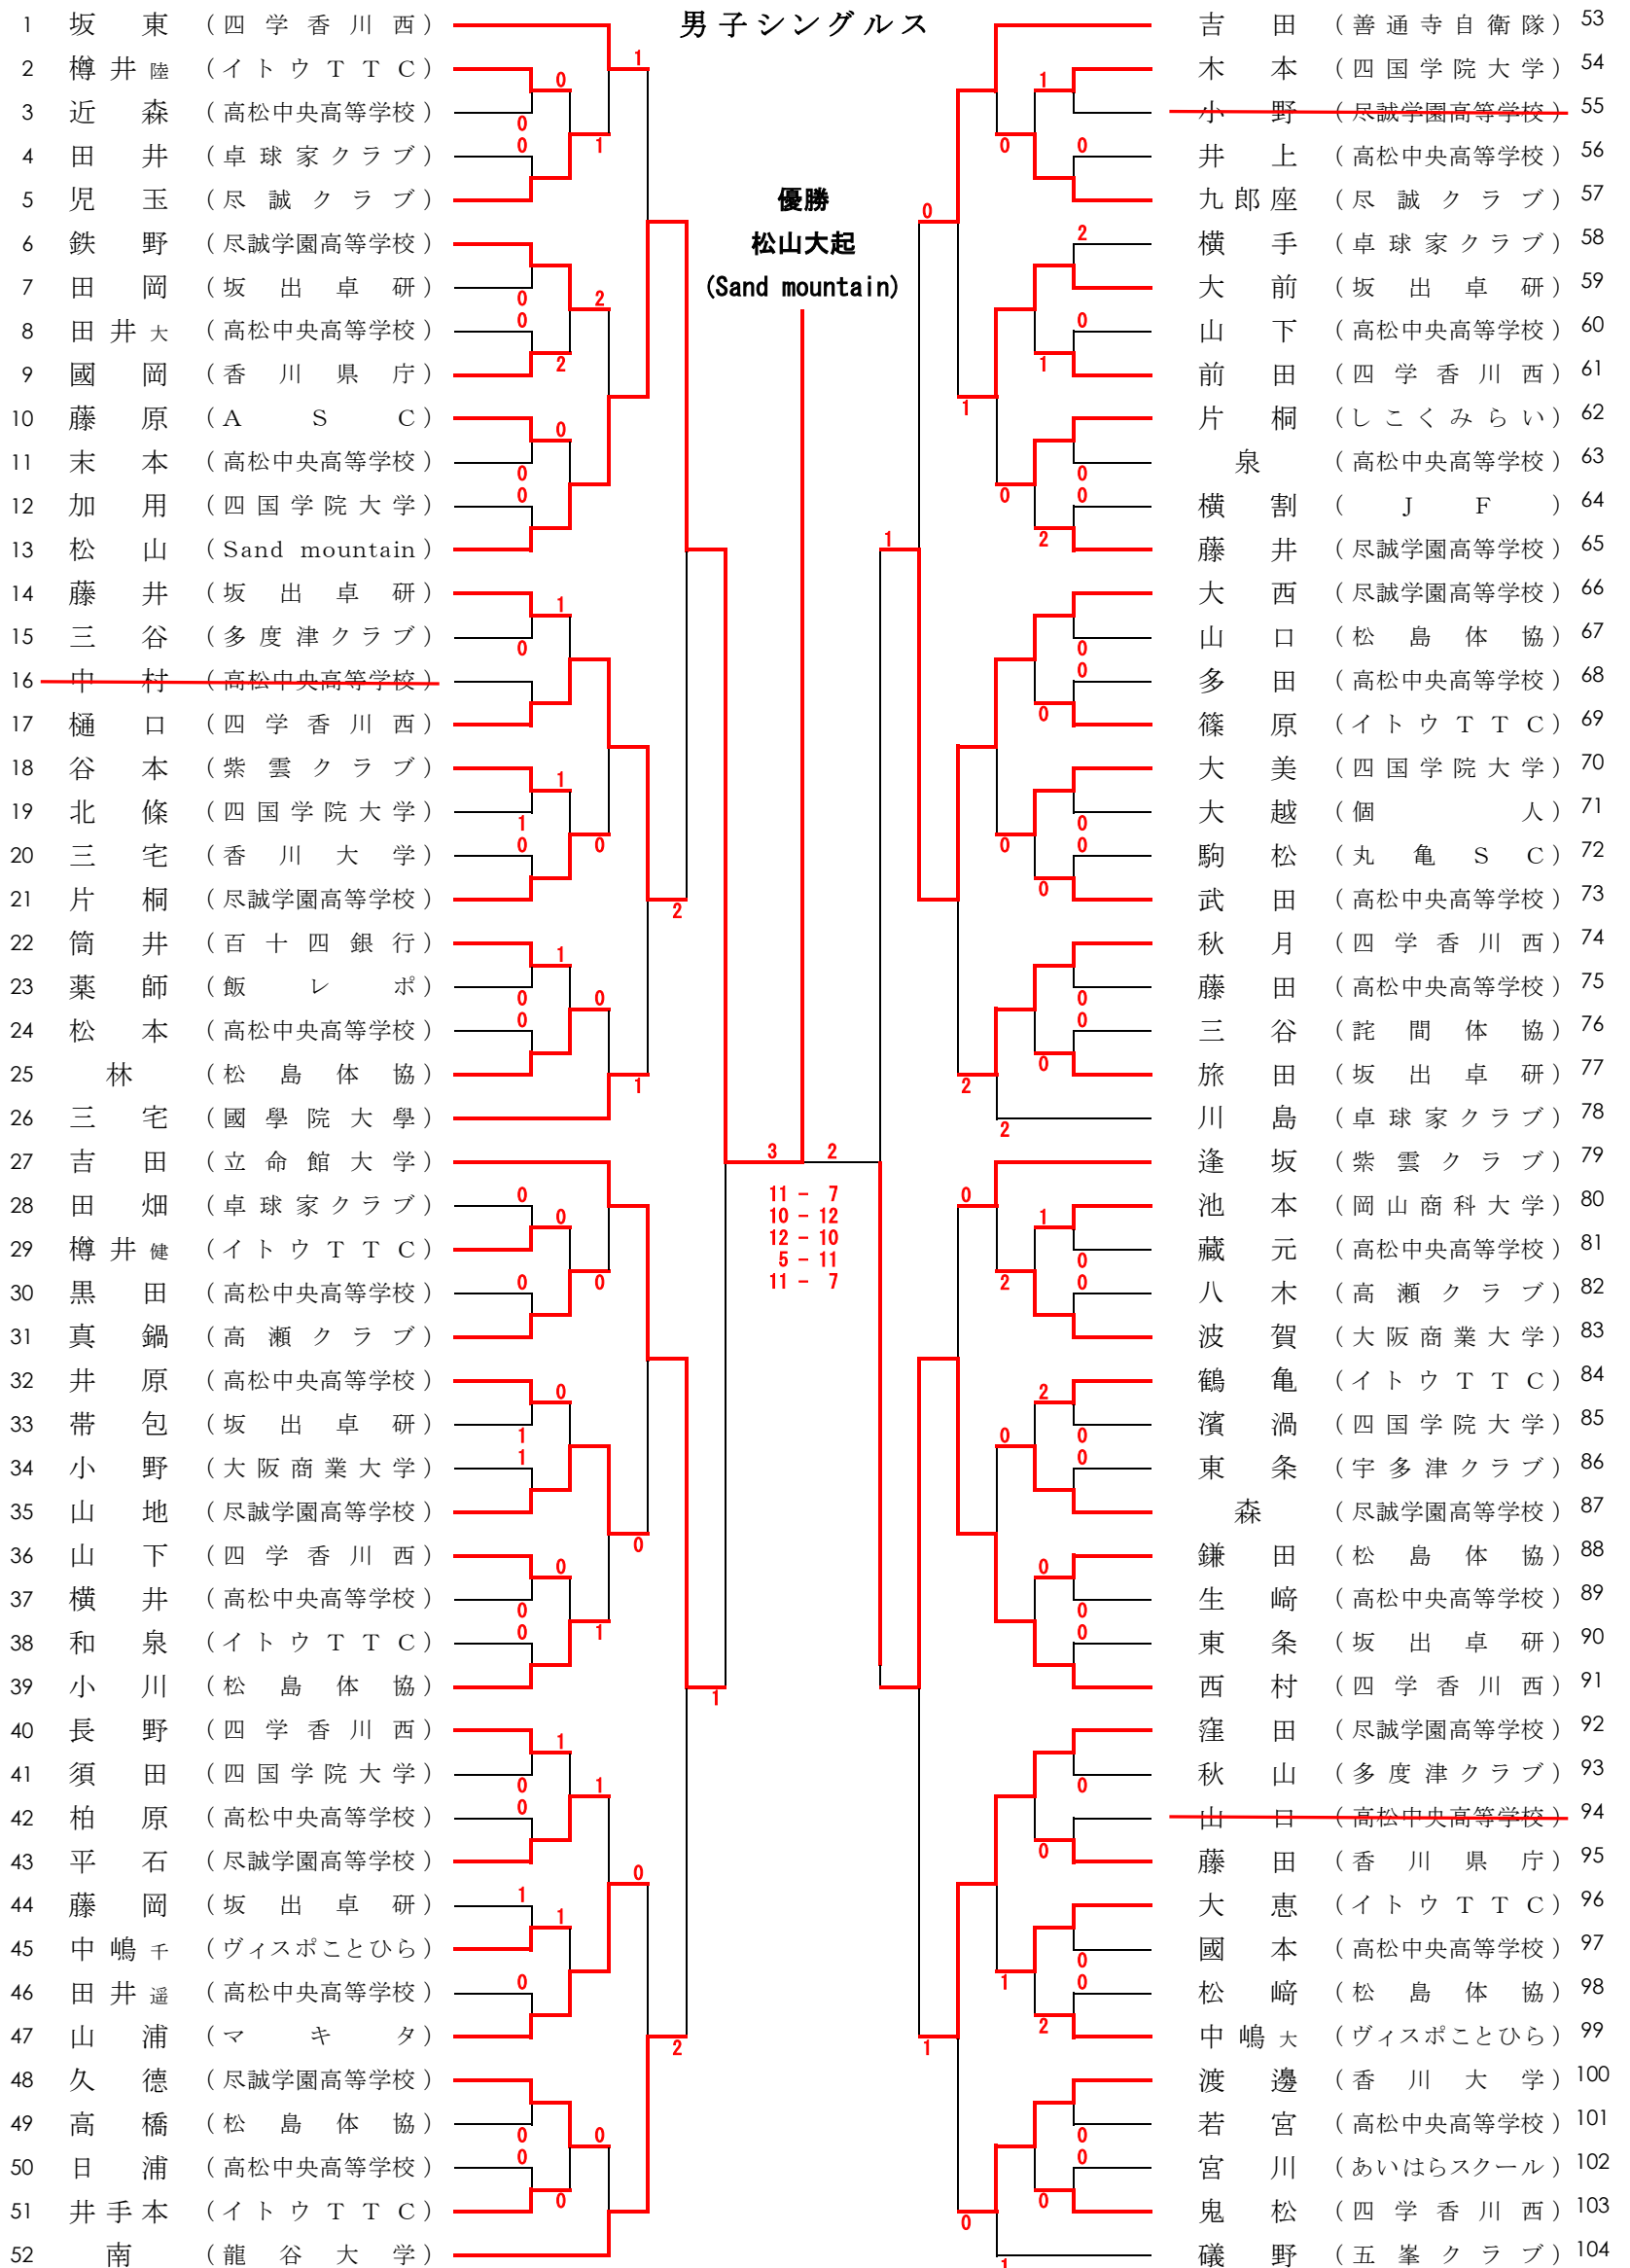 男子シングルス
優勝
松山大起
(Sand mountain)
3 2
11 - 7
10 - 12
12 - 10
5 - 11
11 - 7
1 坂東 (四学香川西)
2 樽井陸 (イトウTTC)
3 近森 (高松中央高等学校)
4 田井 (卓球家クラブ)
5 児玉 (尽誠クラブ)
6 鉄野 (尽誠学園高等学校)
7 田岡 (坂出卓研)
8 田井大 (高松中央高等学校)
9 國岡 (香川県庁)
10 藤原 (ASC)
11 末本 (高松中央高等学校)
12 加用 (四国学院大学)
13 松山 (Sand mountain)
14 藤井 (坂出卓研)
15 三谷 (多度津クラブ)
16 中村 (高松中央高等学校)
17 樋口 (四学香川西)
18 谷本 (紫雲クラブ)
19 北條 (四国学院大学)
20 三宅 (香川大学)
21 片桐 (尽誠学園高等学校)
22 筒井 (百十四銀行)
23 薬師 (飯レポ)
24 松本 (高松中央高等学校)
25 林 (松島体協)
26 三宅 (國學院大學)
27 吉田 (立命館大学)
28 田畑 (卓球家クラブ)
29 樽井健 (イトウTTC)
30 黒田 (高松中央高等学校)
31 真鍋 (高瀬クラブ)
32 井原 (高松中央高等学校)
33 帯包 (坂出卓研)
34 小野 (大阪商業大学)
35 山地 (尽誠学園高等学校)
36 山下 (四学香川西)
37 横井 (高松中央高等学校)
38 和泉 (イトウTTC)
39 小川 (松島体協)
40 長野 (四学香川西)
41 須田 (四国学院大学)
42 柏原 (高松中央高等学校)
43 平石 (尽誠学園高等学校)
44 藤岡 (坂出卓研)
45 中嶋千 (ヴィスポことひら)
46 田井遥 (高松中央高等学校)
47 山浦 (マキタ)
48 久德 (尽誠学園高等学校)
49 高橋 (松島体協)
50 日浦 (高松中央高等学校)
51 井手本 (イトウTTC)
52 南 (龍谷大学)
吉田 (善通寺自衛隊) 53
木本 (四国学院大学) 54
小野 (尽誠学園高等学校) 55
井上 (高松中央高等学校) 56
九郎座 (尽誠クラブ) 57
横手 (卓球家クラブ) 58
大前 (坂出卓研) 59
山下 (高松中央高等学校) 60
前田 (四学香川西) 61
片桐 (しこくみらい) 62
泉 (高松中央高等学校) 63
横割 (JF) 64
藤井 (尽誠学園高等学校) 65
大西 (尽誠学園高等学校) 66
山口 (松島体協) 67
多田 (高松中央高等学校) 68
篠原 (イトウTTC) 69
大美 (四国学院大学) 70
大越 (個人) 71
駒松 (丸亀SC) 72
武田 (高松中央高等学校) 73
秋月 (四学香川西) 74
藤田 (高松中央高等学校) 75
三谷 (詫間体協) 76
旅田 (坂出卓研) 77
川島 (卓球家クラブ) 78
逢坂 (紫雲クラブ) 79
池本 (岡山商科大学) 80
藏元 (高松中央高等学校) 81
八木 (高瀬クラブ) 82
波賀 (大阪商業大学) 83
鶴亀 (イトウTTC) 84
濱渦 (四国学院大学) 85
東条 (宇多津クラブ) 86
森 (尽誠学園高等学校) 87
鎌田 (松島体協) 88
生﨑 (高松中央高等学校) 89
東条 (坂出卓研) 90
西村 (四学香川西) 91
窪田 (尽誠学園高等学校) 92
秋山 (多度津クラブ) 93
山口 (高松中央高等学校) 94
藤田 (香川県庁) 95
大恵 (イトウTTC) 96
國本 (高松中央高等学校) 97
松﨑 (松島体協) 98
中嶋大 (ヴィスポことひら) 99
渡邊 (香川大学) 100
若宮 (高松中央高等学校) 101
宮川 (あいはらスクール) 102
鬼松 (四学香川西) 103
礒野 (五峯クラブ) 104